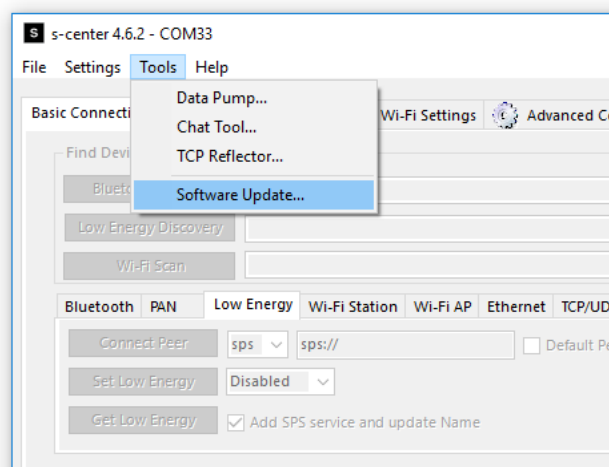 S s-center 4.6.2 - COM33
File Settings Tools Help
Data Pump...
Chat Tool...
TCP Reflector...
Software Update...
Basic Connecti Wi-Fi Settings Advanced Co
Find Devi
Bluet
Low Energy Discovery
Wi-Fi Scan
Bluetooth PAN Low Energy Wi-Fi Station Wi-Fi AP Ethernet TCP/UD
Connect Peer sps sps:// Default Pe
Set Low Energy Disabled
Get Low Energy Add SPS service and update Name